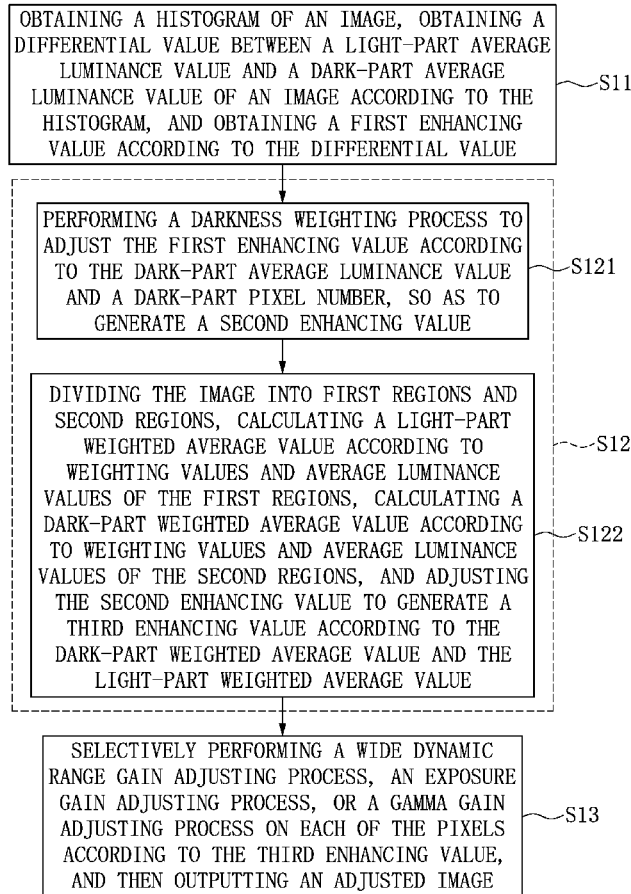 OBTAINING A HISTOGRAM OF AN IMAGE, OBTAINING A
DIFFERENTIAL VALUE BETWEEN A LIGHT-PART AVERAGE
LUMINANCE VALUE AND A DARK-PART AVERAGE
LUMINANCE VALUE OF AN IMAGE ACCORDING TO THE
HISTOGRAM, AND OBTAINING A FIRST ENHANCING
VALUE ACCORDING TO THE DIFFERENTIAL VALUE
S11
PERFORMING A DARKNESS WEIGHTING PROCESS TO
ADJUST THE FIRST ENHANCING VALUE ACCORDING
TO THE DARK-PART AVERAGE LUMINANCE VALUE
AND A DARK-PART PIXEL NUMBER, SO AS TO
GENERATE A SECOND ENHANCING VALUE
S121
DIVIDING THE IMAGE INTO FIRST REGIONS AND
SECOND REGIONS, CALCULATING A LIGHT-PART
WEIGHTED AVERAGE VALUE ACCORDING TO
WEIGHTING VALUES AND AVERAGE LUMINANCE
VALUES OF THE FIRST REGIONS, CALCULATING A
DARK-PART WEIGHTED AVERAGE VALUE ACCORDING
TO WEIGHTING VALUES AND AVERAGE LUMINANCE
VALUES OF THE SECOND REGIONS, AND ADJUSTING
THE SECOND ENHANCING VALUE TO GENERATE A
THIRD ENHANCING VALUE ACCORDING TO THE
DARK-PART WEIGHTED AVERAGE VALUE AND THE
LIGHT-PART WEIGHTED AVERAGE VALUE
S12
S122
SELECTIVELY PERFORMING A WIDE DYNAMIC
RANGE GAIN ADJUSTING PROCESS, AN EXPOSURE
GAIN ADJUSTING PROCESS, OR A GAMMA GAIN
ADJUSTING PROCESS ON EACH OF THE PIXELS
ACCORDING TO THE THIRD ENHANCING VALUE,
AND THEN OUTPUTTING AN ADJUSTED IMAGE
S13